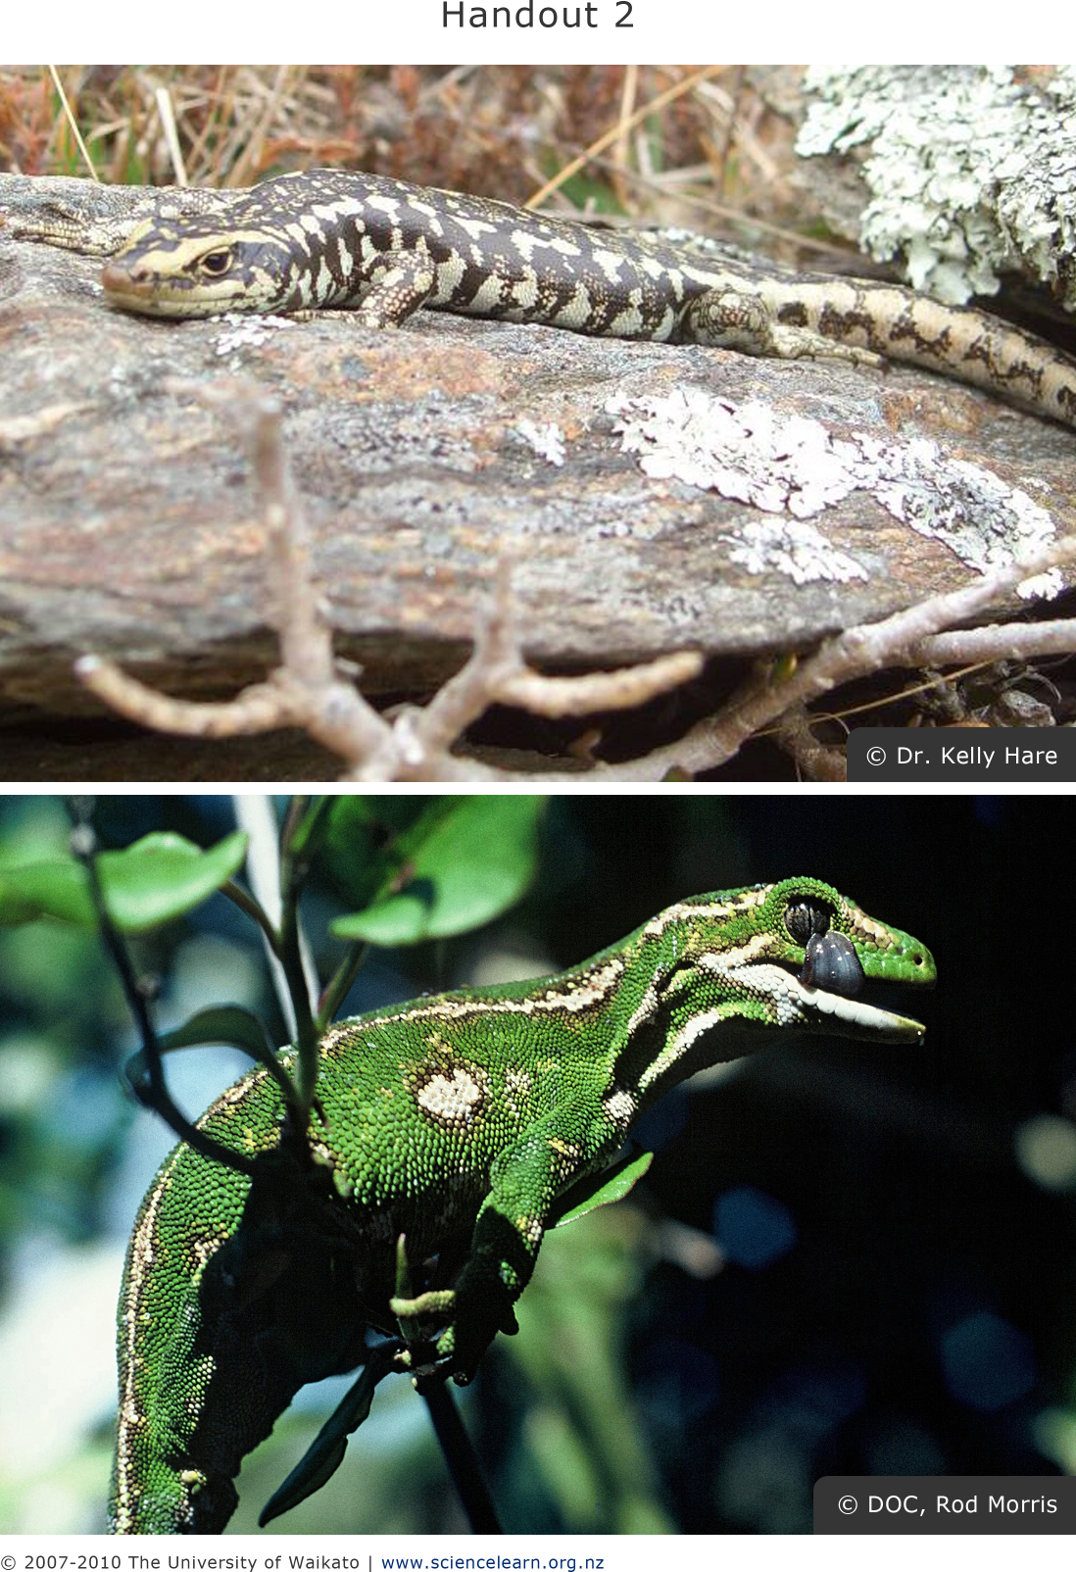 Handout 2
© Dr. Kelly Hare
© DOC, Rod Morris
© 2007-2010 The University of Waikato | www.sciencelearn.org.nz